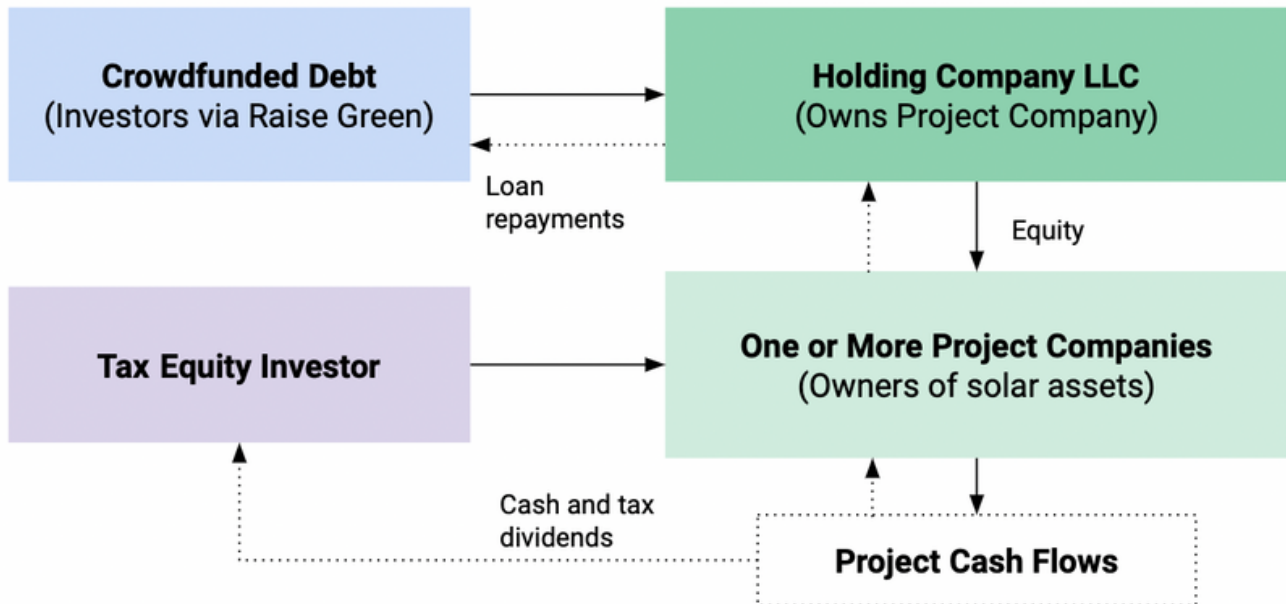 Crowdfunded Debt
(Investors via Raise Green)
Holding Company LLC
(Owns Project Company)
Loan
repayments
Equity
Tax Equity Investor
One or More Project Companies
(Owners of solar assets)
Cash and tax
dividends
Project Cash Flows